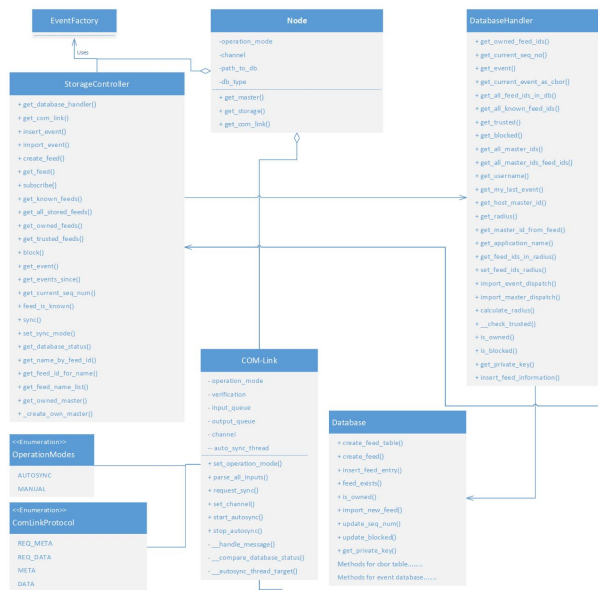 EventFactory
Uses
Node
-operation_mode
-channel
-path_to_db
-db_type
+ get_master()
+ get_storage()
+ get_com_link()
DatabaseHandler
+ get_owned_feed_ids()
+ get_current_seq_no()
+ get_event()
+ get_current_event_as_cbor()
+ get_all_feed_ids_in_db()
+ get_all_known_feed_ids()
+ get_trusted()
+ get_blocked()
+ get_all_master_ids()
+ get_all_master_ids_feed_ids()
+ get_username()
+ get_my_last_event()
+ get_host_master_id()
+ get_radius()
+ get_master_id_from_feed()
+ get_application_name()
+ get_feed_ids_in_radius()
+ set_feed_ids_radius()
+ import_event_dispatch()
+ import_master_dispatch()
+ calculate_radius()
+ __check_trusted()
+ is_owned()
+ is_blocked()
+ get_private_key()
+ insert_feed_information()
StorageController
+ get_database_handler()
+ get_com_link()
+ insert_event()
+ import_event()
+ create_feed()
+ get_feed()
+ subscribe()
+ get_known_feeds()
+ get_all_stored_feeds()
+ get_owned_feeds()
+ get_trusted_feeds()
+ block()
+ get_event()
+ get_events_since()
+ get_current_seq_num()
+ feed_is_known()
+ sync()
+ set_sync_mode()
+ get_database_status()
+ get_name_by_feed_id()
+ get_feed_id_for_name()
+ get_feed_name_list()
+ get_owned_master()
+ _create_own_master()
COM-Link
- operation_mode
- verification
- input_queue
- output_queue
- channel
-- auto_sync_thread
+ set_operation_mode()
+ parse_all_inputs()
+ request_sync()
+ set_channel()
+ start_autosync()
+ stop_autosync()
- __handle_message()
- __compare_database_status()
- __autosync_thread_target()
Database
+ create_feed_table()
+ create_feed()
+ insert_feed_entry()
+ feed_exists()
+ is_owned()
+ import_new_feed()
+ update_seq_num()
+ update_blocked()
+ get_private_key()
Methods for cbor table.......
Methods for event database......
<<Enumeration>>
OperationModes
AUTOSYNC
MANUAL
<<Enumeration>>
ComLinkProtocol
REQ_META
REQ_DATA
META
DATA